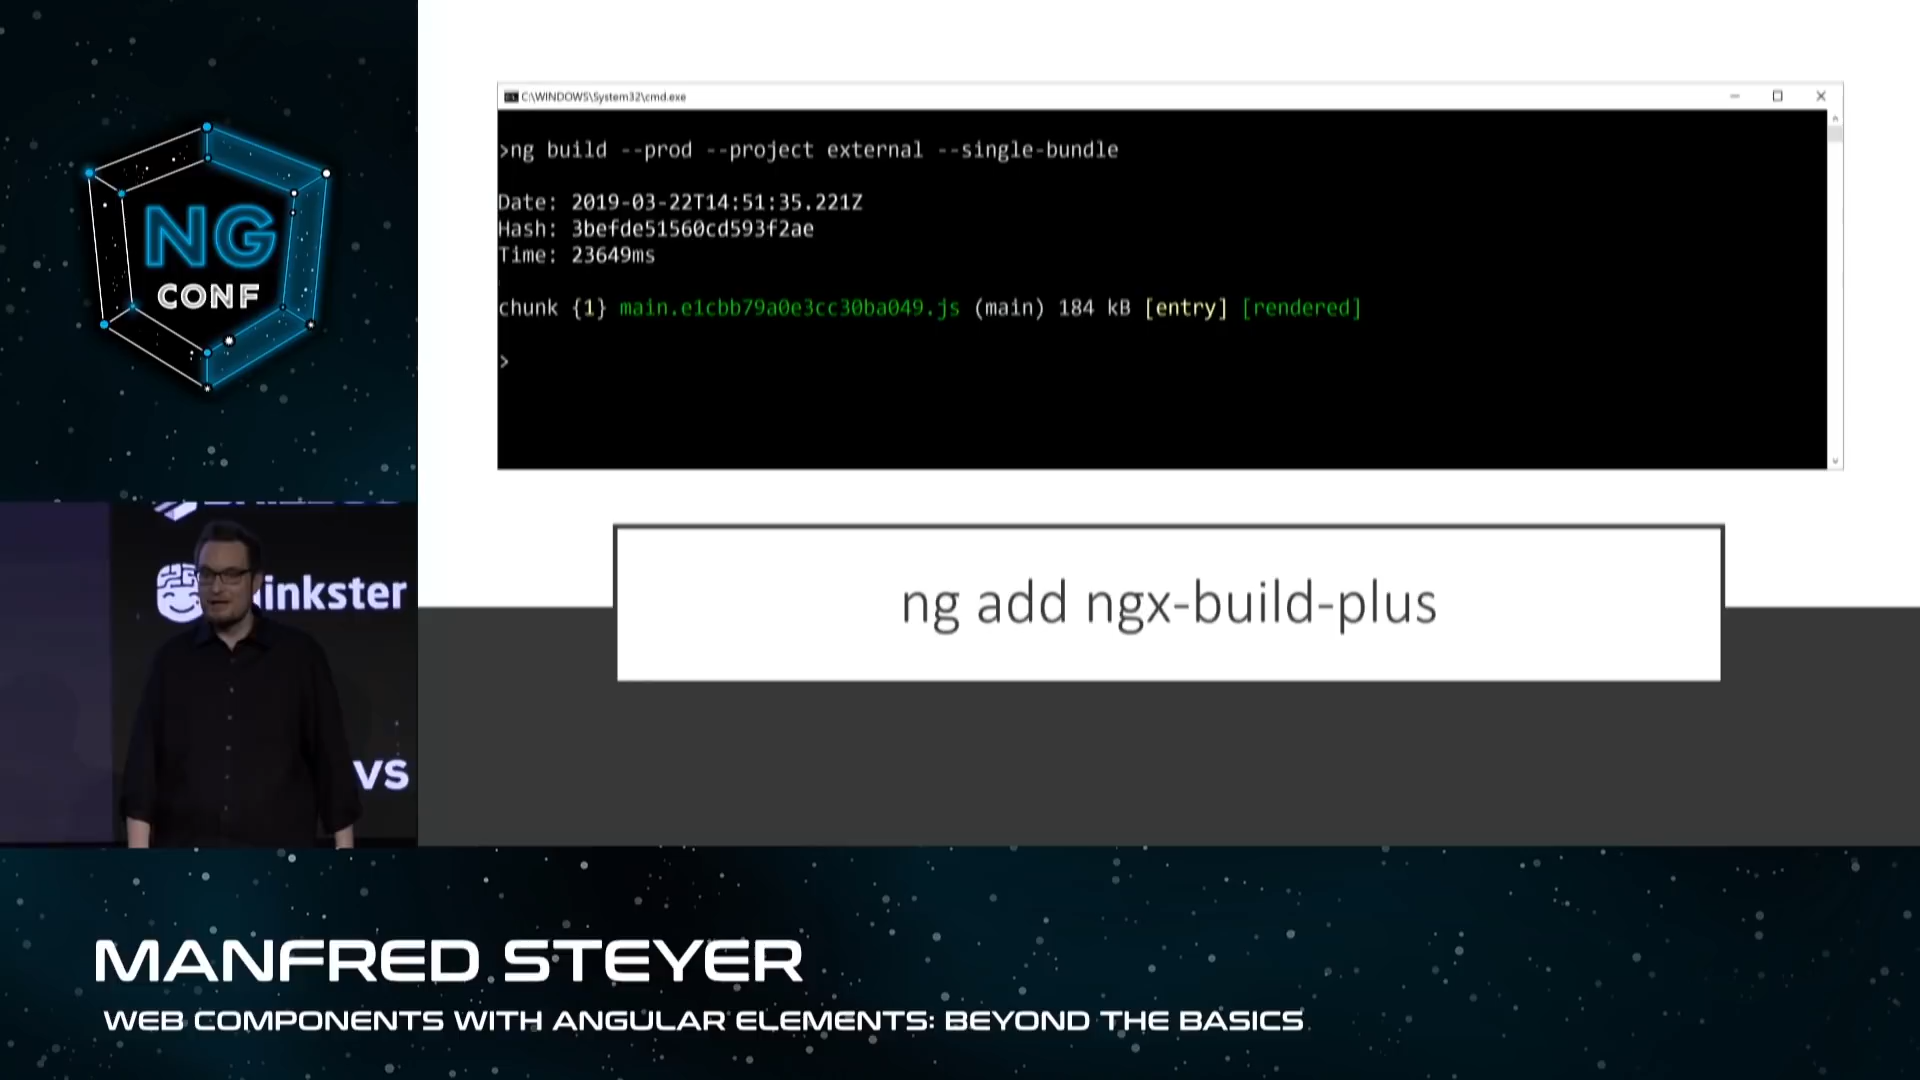 NG
CONF
C:\WINDOWS\System32\cmd.exe
>ng build --prod --project external --single-bundle
Date: 2019-03-22T14:51:35.221Z
Hash: 3befde51560cd593f2ae
Time: 23649ms
chunk {1} main.e1cbb79a0e3cc30ba049.js (main) 184 kB [entry] [rendered]
>
ng add ngx-build-plus
inkster
vs
MANFRED STEYER
WEB COMPONENTS WITH ANGULAR ELEMENTS: BEYOND THE BASICS